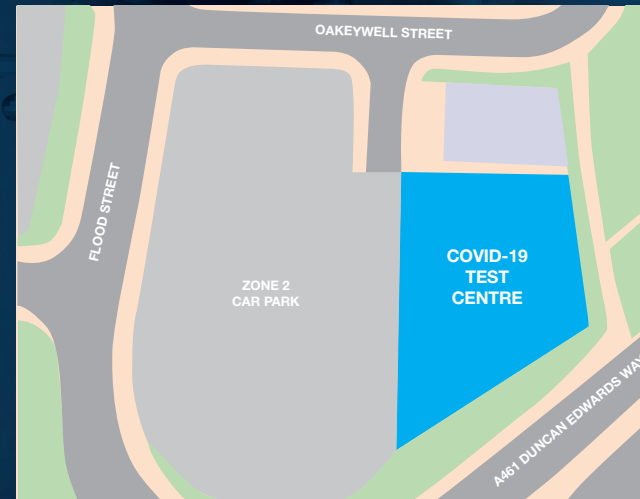 OAKEYWELL STREET
FLOOD STREET
COVID-19
TEST
CENTRE
ZONE 2
CAR PARK
A461 DUNCAN EDWARDS WAY